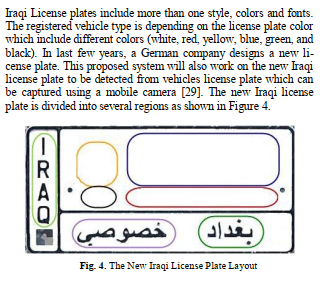 Iraqi License plates include more than one style, colors and fonts.
The registered vehicle type is depending on the license plate color
which include different colors (white, red, yellow, blue, green, and
black). In last few years, a German company designs a new li-
cense plate. This proposed system will also work on the new Iraqi
license plate to be detected from vehicles license plate which can
be captured using a mobile camera [29]. The new Iraqi license
plate is divided into several regions as shown in Figure 4.
IRAQ
خصوصي بغداد
Fig. 4. The New Iraqi License Plate Layout